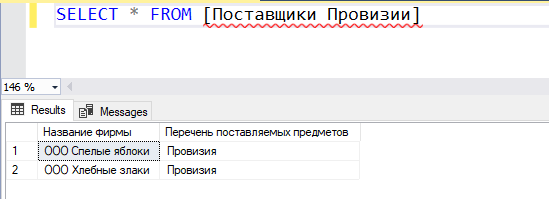 SELECT * FROM [Поставщики Провизии]
146 %
Results Messages
Название фирмы Перечень поставляемых предметов
1 ООО Спелые яблоки Провизия
2 ООО Хлебные злаки Провизия